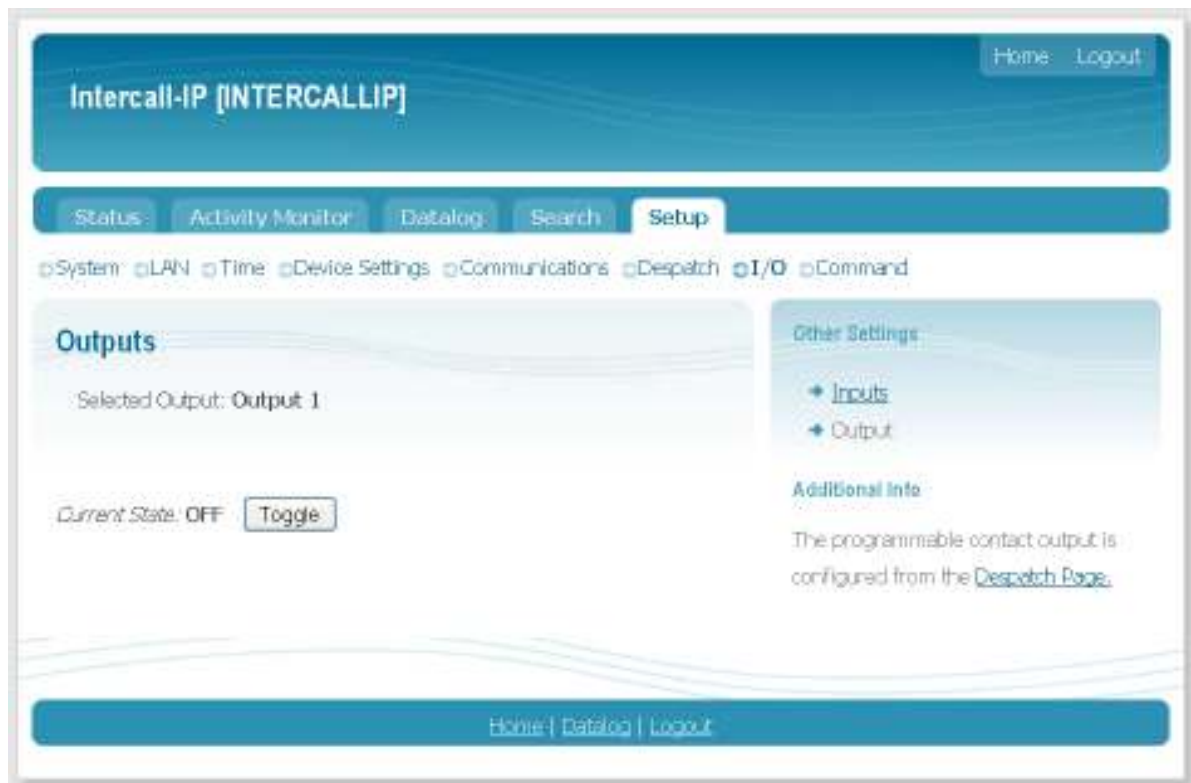 Home Logout
Intercall-IP [INTERCALLIP]
Status Activity Monitor Datalog Search Setup
System LAN Time Device Settings Communications Despatch I/O Command
Outputs
Selected Output: Output 1
Current State: OFF Toggle
Other Settings
Inputs
Output
Additional Info
The programmable contact output is
configured from the Despatch Page.
Home | Datalog | Logout